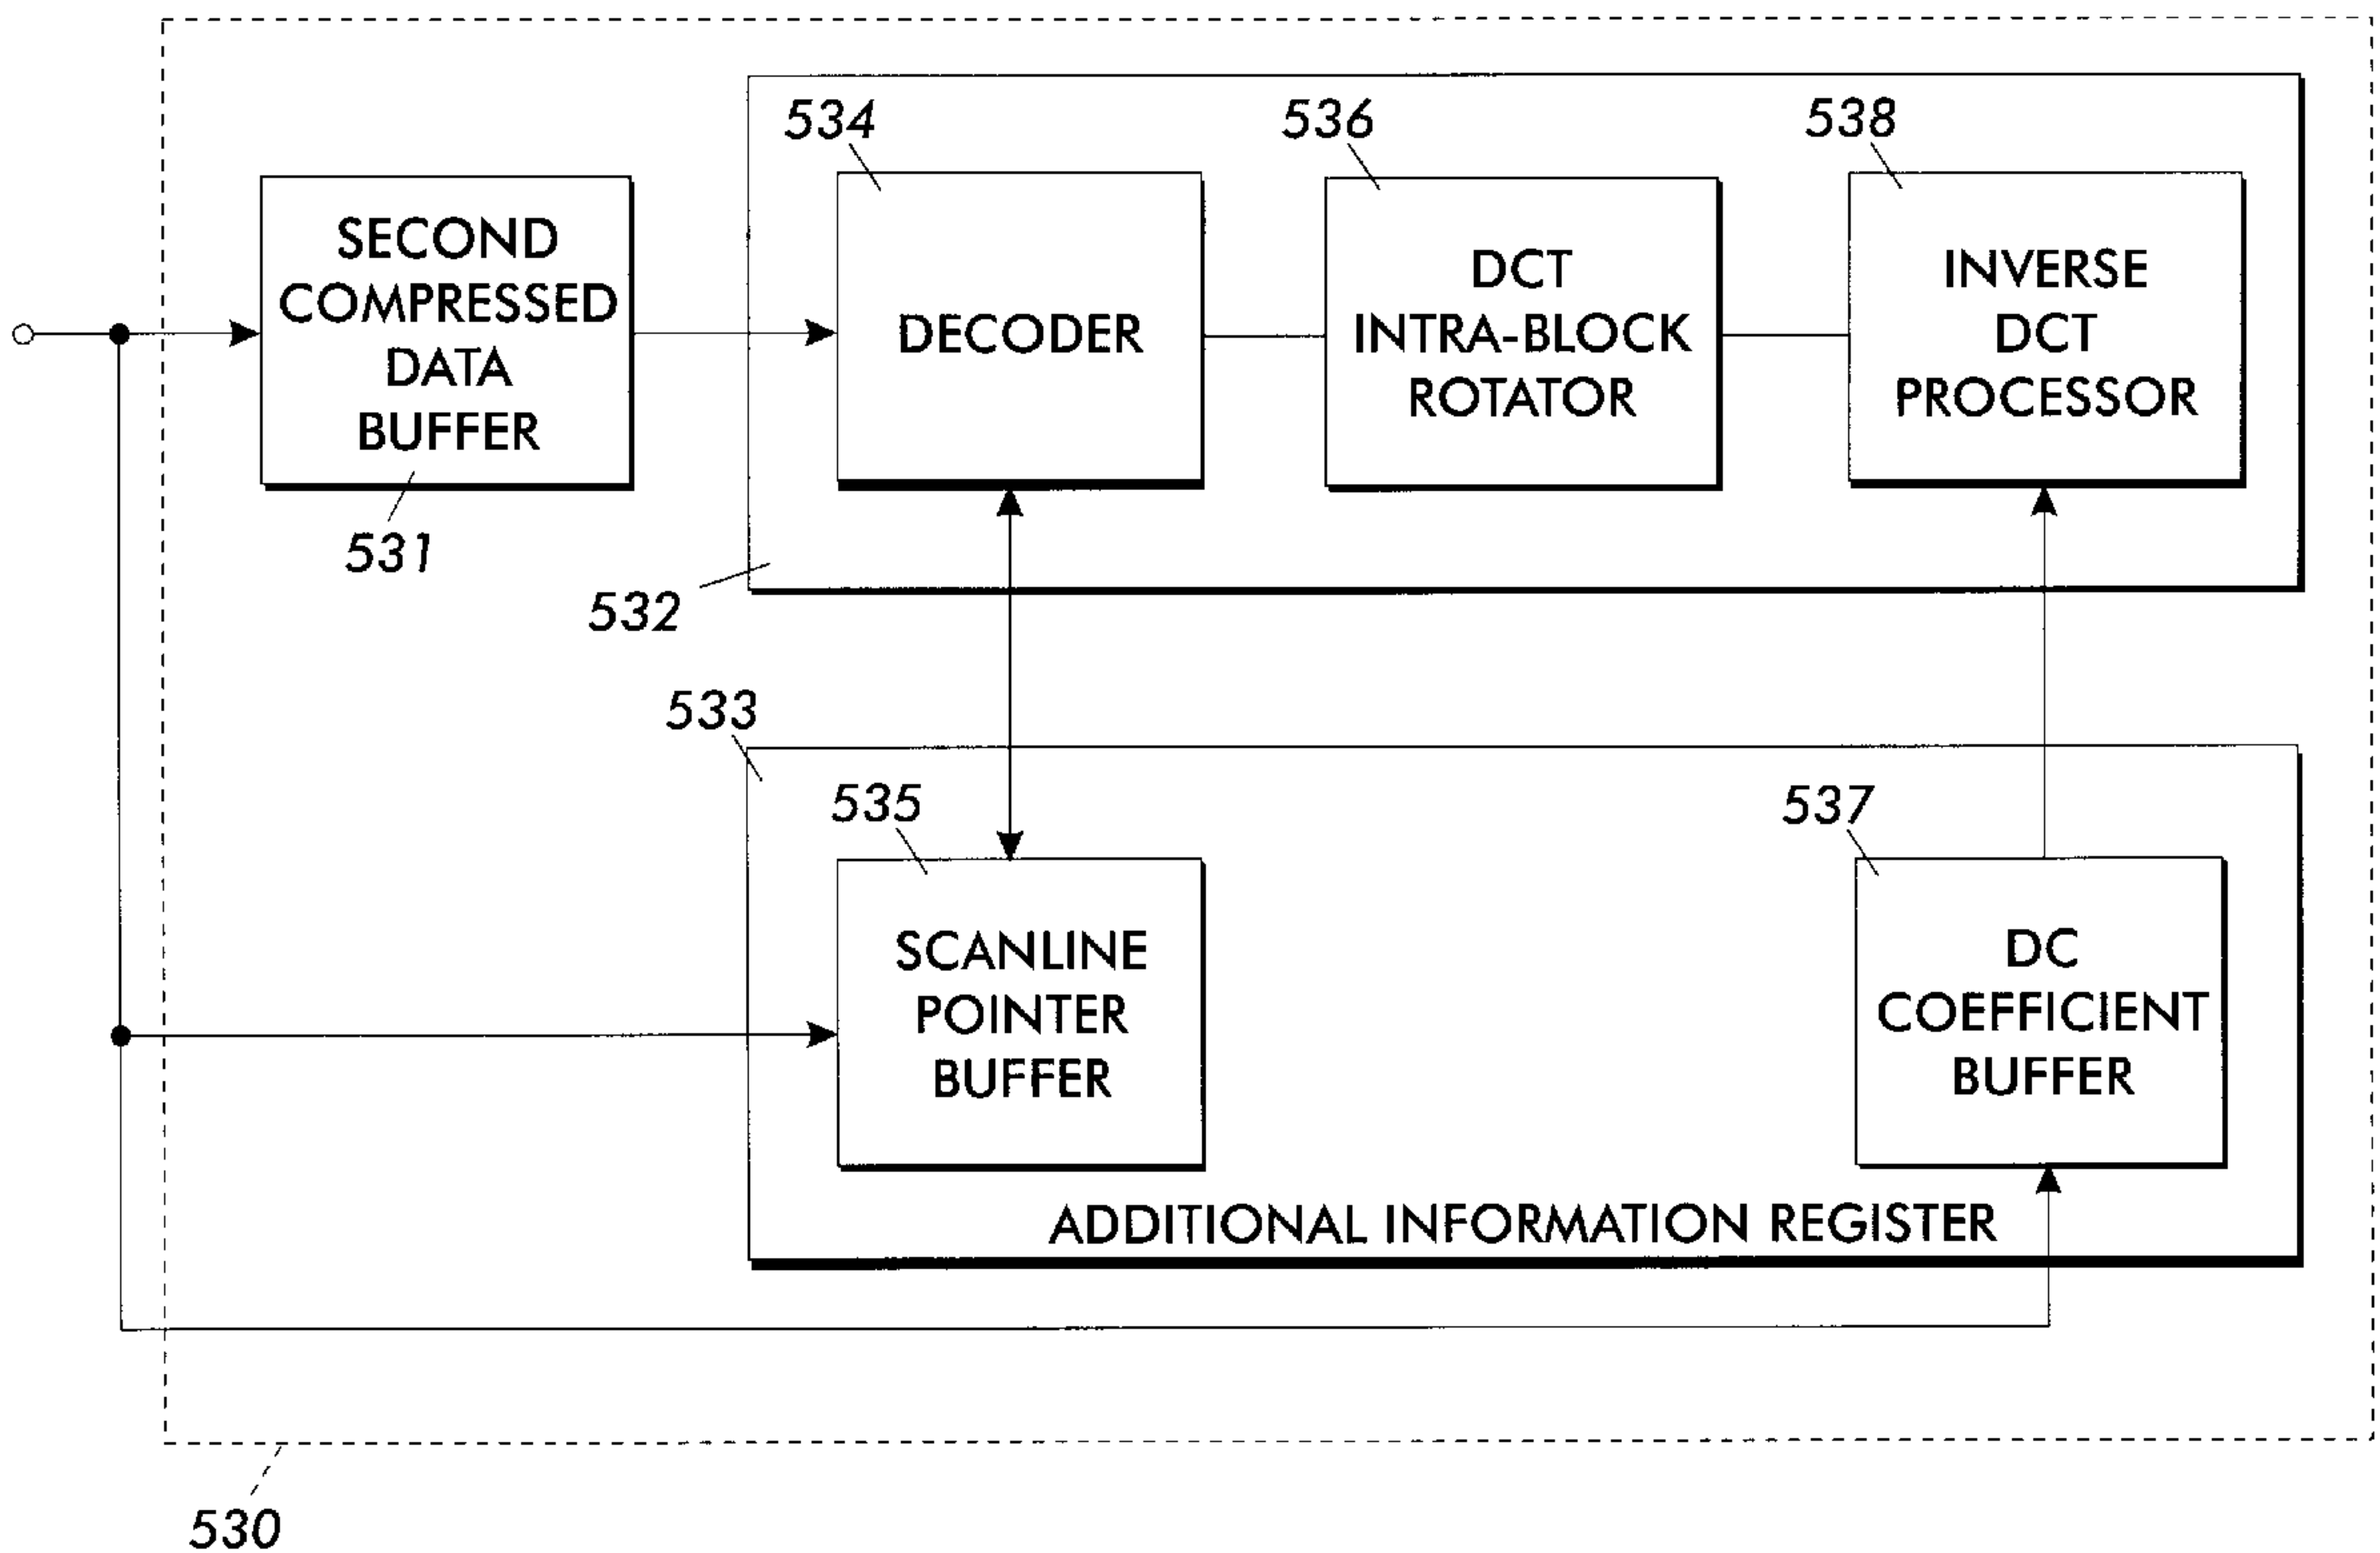 534
536
538
SECOND
COMPRESSED
DATA
BUFFER
531
DECODER
DCT
INTRA-BLOCK
ROTATOR
INVERSE
DCT
PROCESSOR
532
533
535
537
SCANLINE
POINTER
BUFFER
DC
COEFFICIENT
BUFFER
ADDITIONAL INFORMATION REGISTER
530